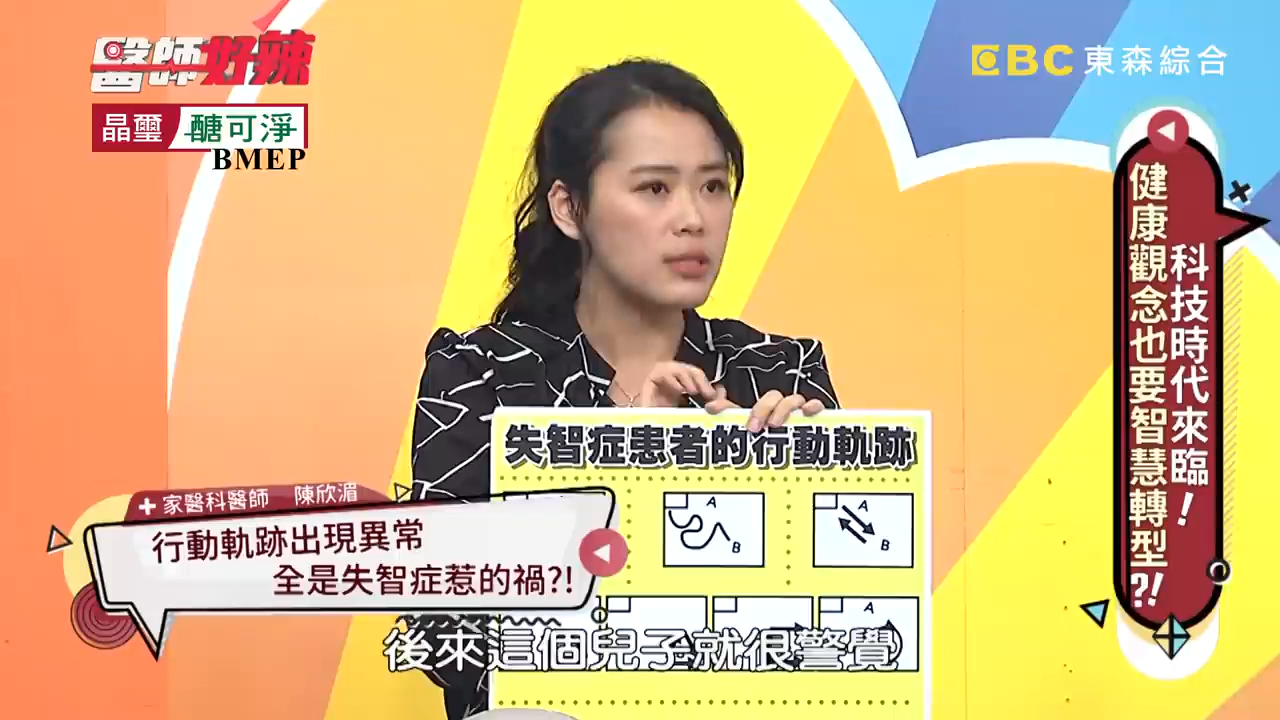 醫師好辣
晶璽 醣可淨
BMEP
EBC 東森綜合
科技時代來臨!
健康觀念也要智慧轉型?!
失智症患者的行動軌跡
A
B
A
B
A
A
家醫科醫師 陳欣湄
行動軌跡出現異常
全是失智症惹的禍?!
後來這個兒子就很警覺